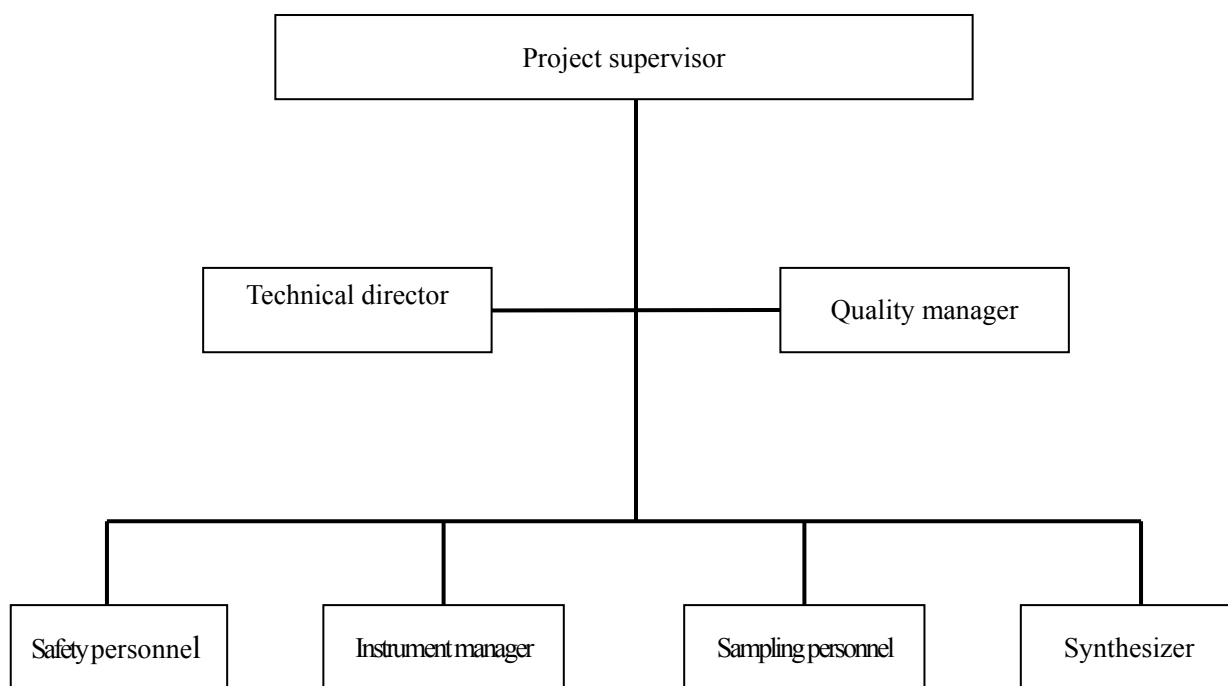 Project supervisor
Technical director
Quality manager
Safety personnel
Instrument manager
Sampling personnel
Synthesizer